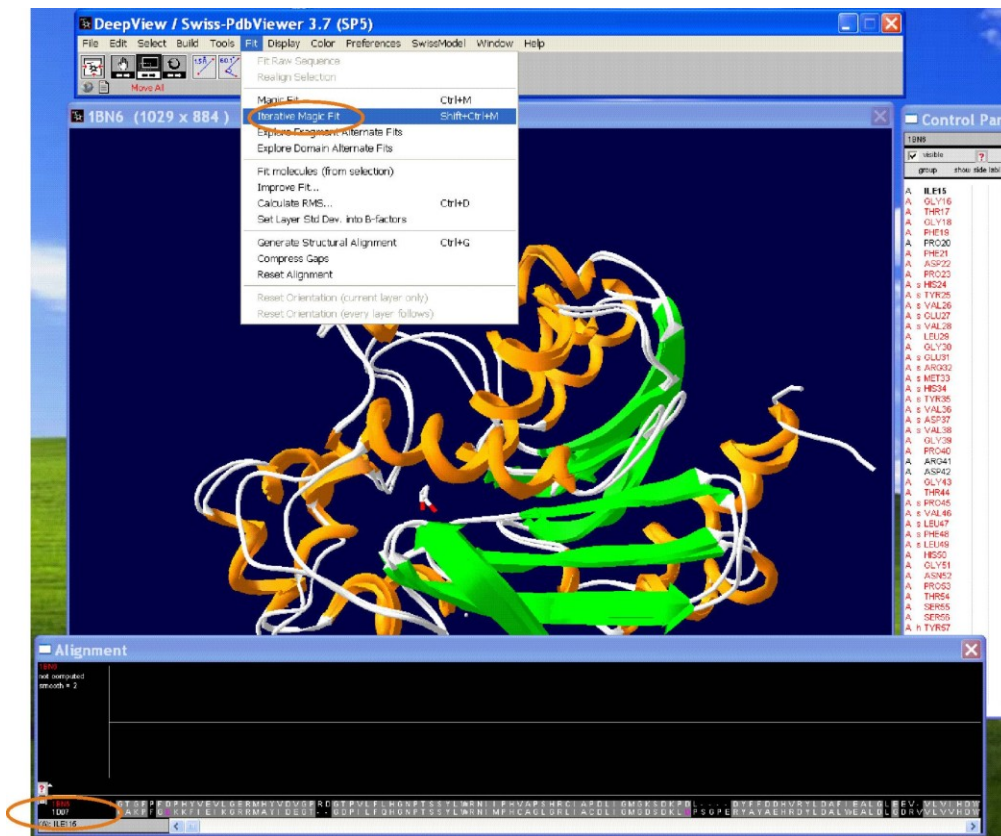 DeepView / Swiss-PdbViewer 3.7 (SP5)
File Edit Select Build Tools Fit Display Color Preferences SwissModel Window Help
Move All
Fit Raw Sequence
Realign Selection
Magic Fit Ctrl+M
Iterative Magic Fit Shift+Ctrl+M
Explore Fragment Alternate Fits
Explore Domain Alternate Fits
Fit molecules (from selection)
Improve Fit...
Calculate RMS... Ctrl+D
Set Layer Std Dev. into B-factors
Generate Structural Alignment Ctrl+G
Compress Gaps
Reset Alignment
Reset Orientation (current layer only)
Reset Orientation (every layer follows)
1BN6 (1029 x 884)
Control Pan
1BN6
visible ?
group show side labl
A ILE15
A GLY16
A THR17
A GLY18
A PHE19
A PRO20
A PHE21
A ASP22
A PRO23
A s HIS24
A s TYR25
A s VAL26
A s GLU27
A s VAL28
A LEU29
A GLY30
A s GLU31
A s ARG32
A s MET33
A s HIS34
A s TYR35
A s VAL36
A s ASP37
A s VAL38
A GLY39
A PRO40
A ARG41
A ASP42
A GLY43
A THR44
A s PRO45
A s VAL46
A s LEU47
A s PHE48
A s LEU49
A HIS50
A GLY51
A ASN52
A PRO53
A THR54
A SER55
A SER56
A h TYR57
Alignment
1BN6
not computed
smooth = 2
?
1BN6
1D07